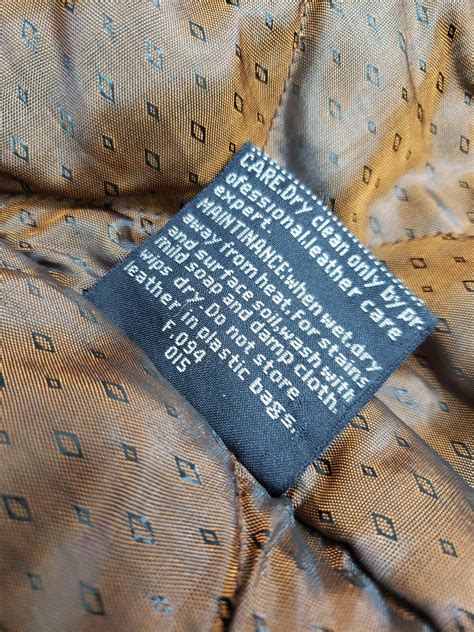 CARE.Dry clean only by pr-
ofessional.leather care
expert.
MAINTINANCE.when wet.dry
away from heat.for stains
and surface soil.wash with
mild soap and damp cloth.
wips dry. Do not store
leather in plastic bags.
F.094
015